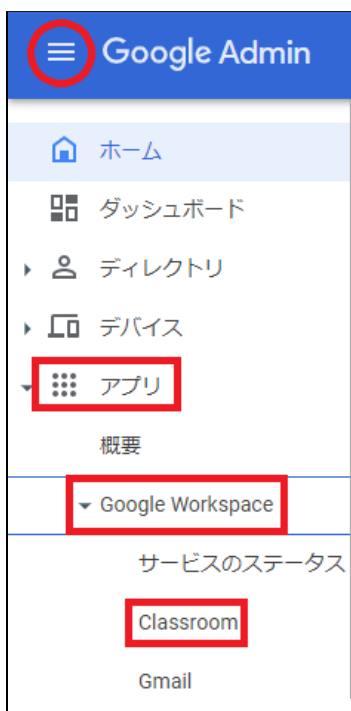 Google Admin
ホーム
ダッシュボード
ディレクトリ
デバイス
アプリ
概要
Google Workspace
サービスのステータス
Classroom
Gmail